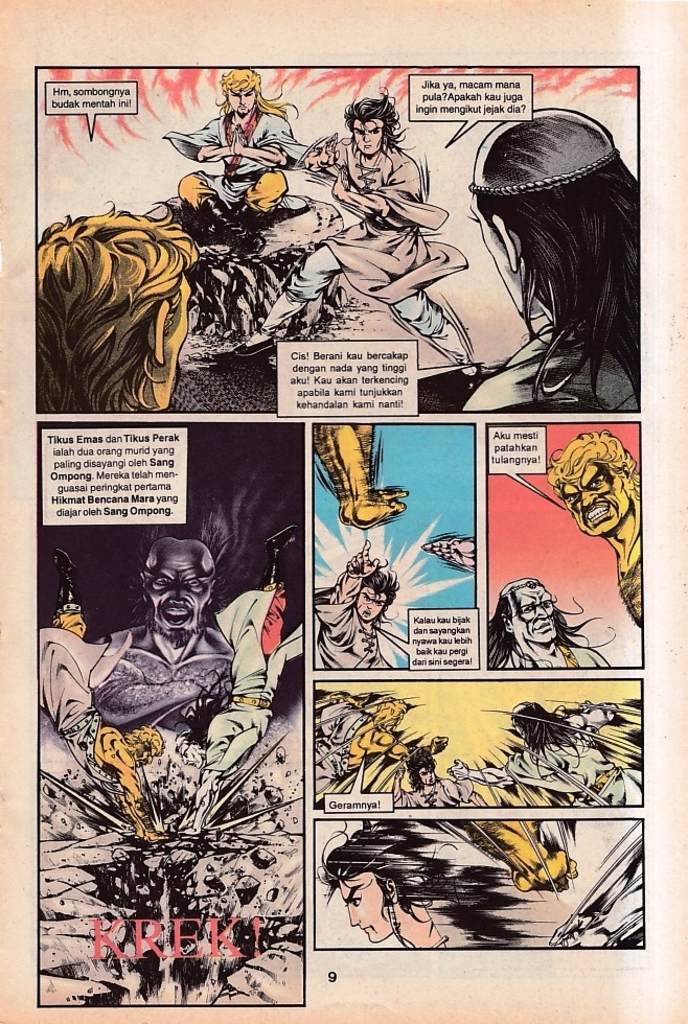 Hm, sombongnya
budak mentah ini!
Jika ya, macam mana
pula?Apakah kau juga
ingin mengikut jejak dia?
Cis! Berani kau bercakap
dengan nada yang tinggi
aku! Kau akan terkencing
apabila kami tunjukkan
kehandalan kami nanti!
Tikus Emas dan Tikus Perak
ialah dua orang murid yang
paling disayangi oleh Sang
Ompong. Mereka telah men-
guasai peringkat pertama
Hikmat Bencana Mara yang
diajar oleh Sang Ompong.
KREK!
Kalau kau bijak
dan sayangkan
nyawa kau lebih
baik kau pergi
dari sini segera!
Aku mesti
patahkan
tulangnya!
Geramnya!
9